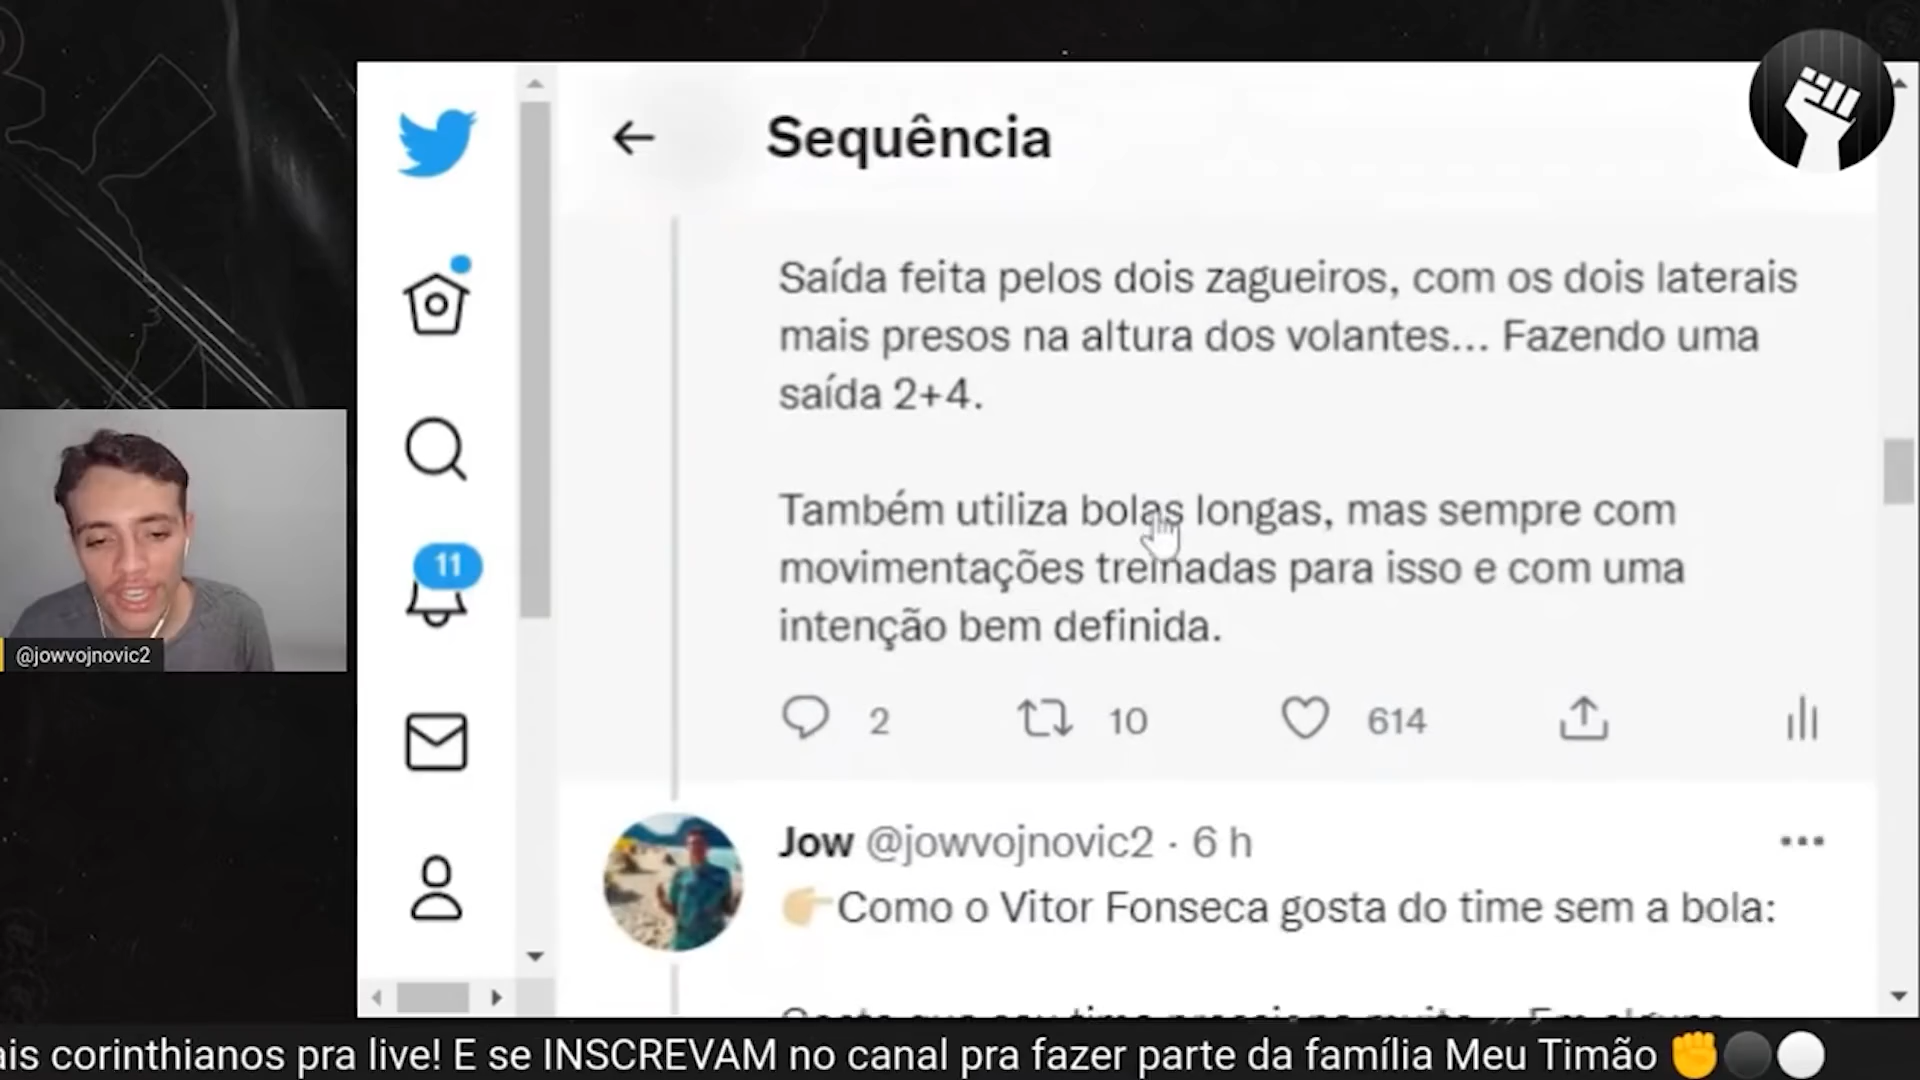 Sequência
Saída feita pelos dois zagueiros, com os dois laterais
mais presos na altura dos volantes... Fazendo uma
saída 2+4.
Também utiliza bolas longas, mas sempre com
movimentações treinadas para isso e com uma
intenção bem definida.
11
2 10 614
@jowvojnovic2
Jow @jowvojnovic2 · 6 h
👉Como o Vitor Fonseca gosta do time sem a bola:
ais corinthianos pra live! E se INSCREVAM no canal pra fazer parte da família Meu Timão ✊⚫⚪